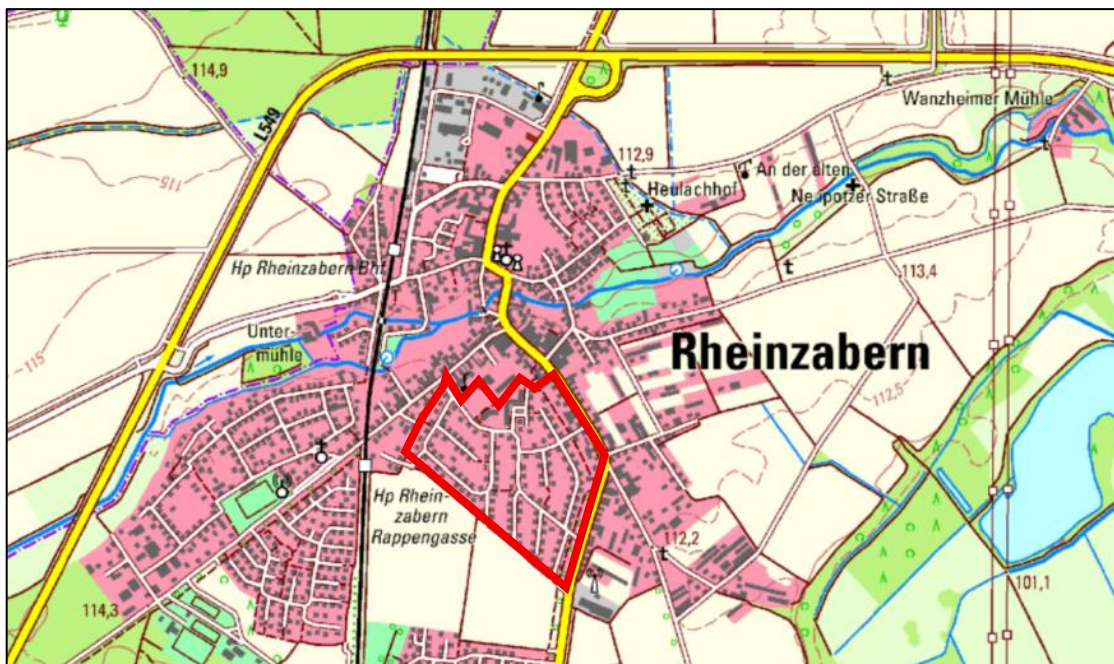 114,9
L549
Wanzheimer Mühle
115
112,9
An der alten
Heulachhof
Neupotzer Straße
Hp Rheinzabern Bhf
113,4
115
Unter-
mühle
Rheinzabern
112,5
Hp Rhein-
zabern
Rappengasse
112,2
114,3
101,1